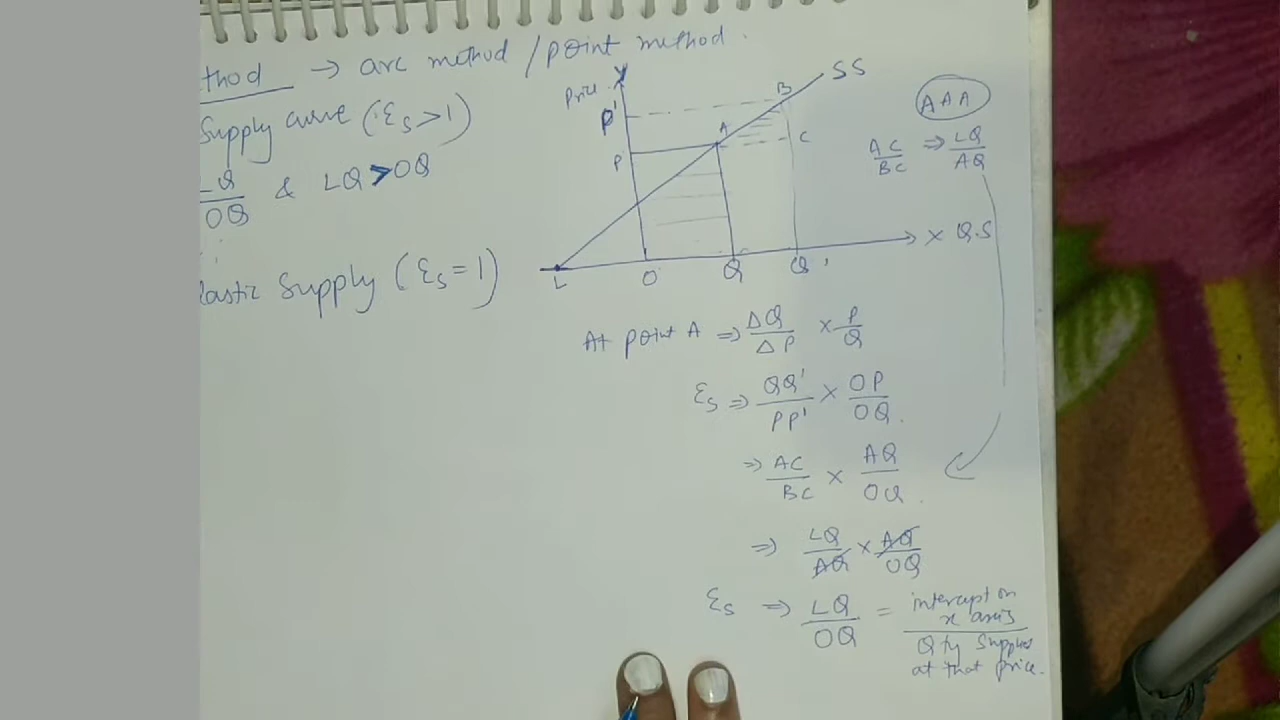 thod → arc method / point method.
Supply curve (εs > 1)
LQ/OQ & LQ > OQ
lastic Supply (εs = 1)
Y
Price
P'
P
SS
B
A
C
L
O
Q
Q'
X Q.S
AAA
AC/BC ⇒ LQ/AQ
At point A ⇒ ΔQ/ΔP × P/Q
εs ⇒ QQ'/PP' × OP/OQ.
⇒ AC/BC × AQ/OQ.
⇒ LQ/AQ × AQ/OQ
εs ⇒ LQ/OQ = intercept on x axis / Qty Supplied at that price.